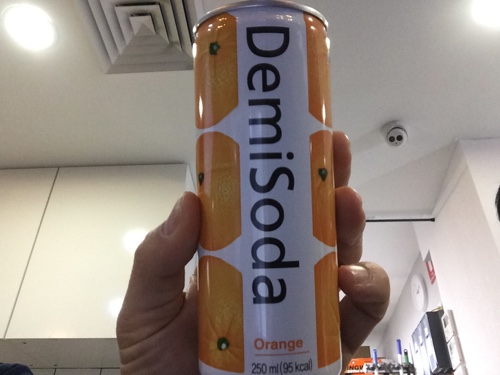 DemiSoda
Orange
250 ml (95 kcal)